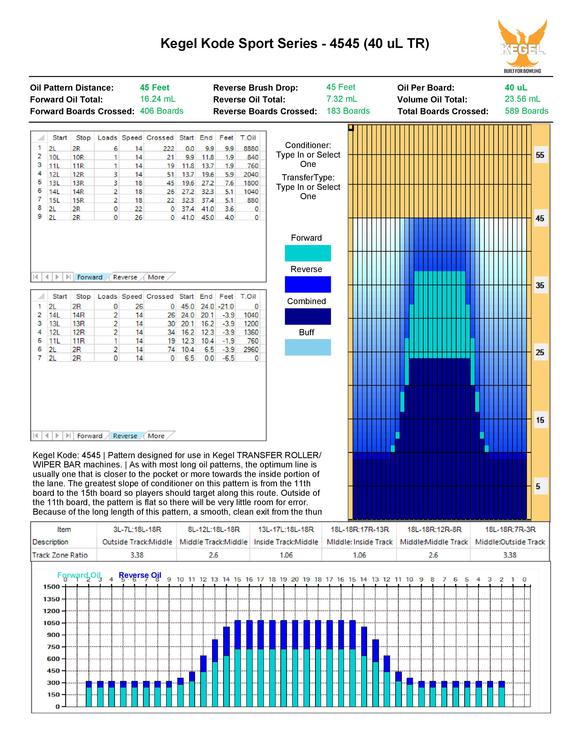 Kegel Kode Sport Series - 4545 (40 uL TR)
KEGEL
BUILT FOR BOWLING
Oil Pattern Distance: 45 Feet Reverse Brush Drop: 45 Feet Oil Per Board: 40 uL
Forward Oil Total: 16.24 mL Reverse Oil Total: 7.32 mL Volume Oil Total: 23.56 mL
Forward Boards Crossed: 406 Boards Reverse Boards Crossed: 183 Boards Total Boards Crossed: 589 Boards
Start Stop Loads Speed Crossed Start End Feet T.Oil
1 2L 2R 6 14 222 0.0 9.9 9.9 8880
2 10L 10R 1 14 21 9.9 11.8 1.9 840
3 11L 11R 1 14 19 11.8 13.7 1.9 760
4 12L 12R 3 14 51 13.7 19.6 5.9 2040
5 13L 13R 3 18 45 19.6 27.2 7.6 1800
6 14L 14R 2 18 26 27.2 32.3 5.1 1040
7 15L 15R 2 18 22 32.3 37.4 5.1 880
8 2L 2R 0 22 0 37.4 41.0 3.6 0
9 2L 2R 0 26 0 41.0 45.0 4.0 0
Forward Reverse More
Start Stop Loads Speed Crossed Start End Feet T.Oil
1 2L 2R 0 26 0 45.0 24.0 -21.0 0
2 14L 14R 2 14 26 24.0 20.1 -3.9 1040
3 13L 13R 2 14 30 20.1 16.2 -3.9 1200
4 12L 12R 2 14 34 16.2 12.3 -3.9 1360
5 11L 11R 1 14 19 12.3 10.4 -1.9 760
6 2L 2R 2 14 74 10.4 6.5 -3.9 2960
7 2L 2R 0 14 0 6.5 0.0 -6.5 0
Forward Reverse More
Conditioner:
Type In or Select
One
TransferType:
Type In or Select
One
Forward
Reverse
Combined
Buff
55
45
35
25
15
5
Kegel Kode: 4545 | Pattern designed for use in Kegel TRANSFER ROLLER/
WIPER BAR machines. | As with most long oil patterns, the optimum line is
usually one that is closer to the pocket or more towards the inside portion of
the lane. The greatest slope of conditioner on this pattern is from the 11th
board to the 15th board so players should target along this route. Outside of
the 11th board, the pattern is flat so there will be very little room for error.
Because of the long length of this pattern, a smooth, clean exit from the thun
Item 3L-7L:18L-18R 8L-12L:18L-18R 13L-17L:18L-18R 18L-18R:17R-13R 18L-18R:12R-8R 18L-18R:7R-3R
Description Outside Track:Middle Middle Track:Middle Inside Track:Middle Middle: Inside Track Middle:Middle Track Middle:Outside Track
Track Zone Ratio 3.38 2.6 1.06 1.06 2.6 3.38
Forward Oil Reverse Oil
0 1 2 3 4 5 6 7 8 9 10 11 12 13 14 15 16 17 18 19 20 19 18 17 16 15 14 13 12 11 10 9 8 7 6 5 4 3 2 1 0
1500
1350
1200
1050
900
750
600
450
300
150
0